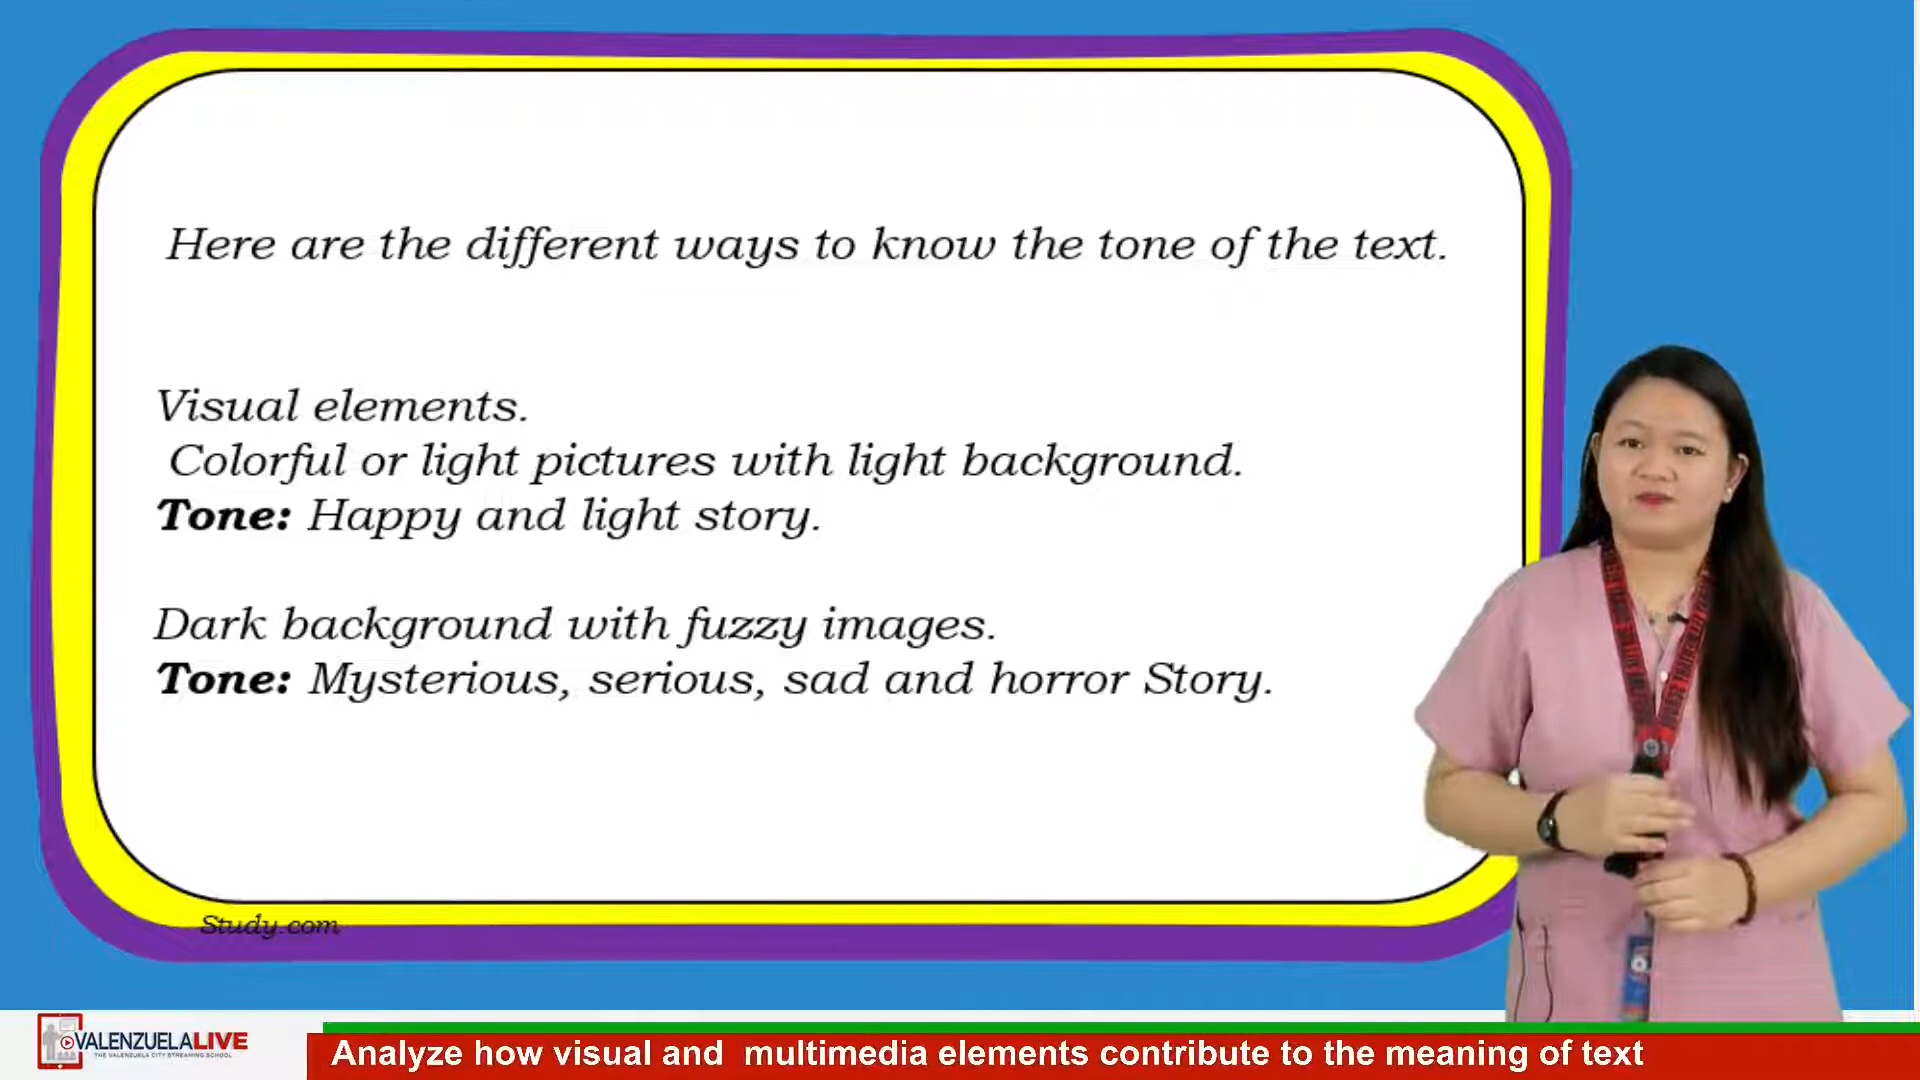 Here are the different ways to know the tone of the text.
Visual elements.
Colorful or light pictures with light background.
Tone: Happy and light story.
Dark background with fuzzy images.
Tone: Mysterious, serious, sad and horror Story.
Study.com
VALENZUELALIVE
THE VALENZUELA CITY STREAMING SCHOOL
Analyze how visual and multimedia elements contribute to the meaning of text